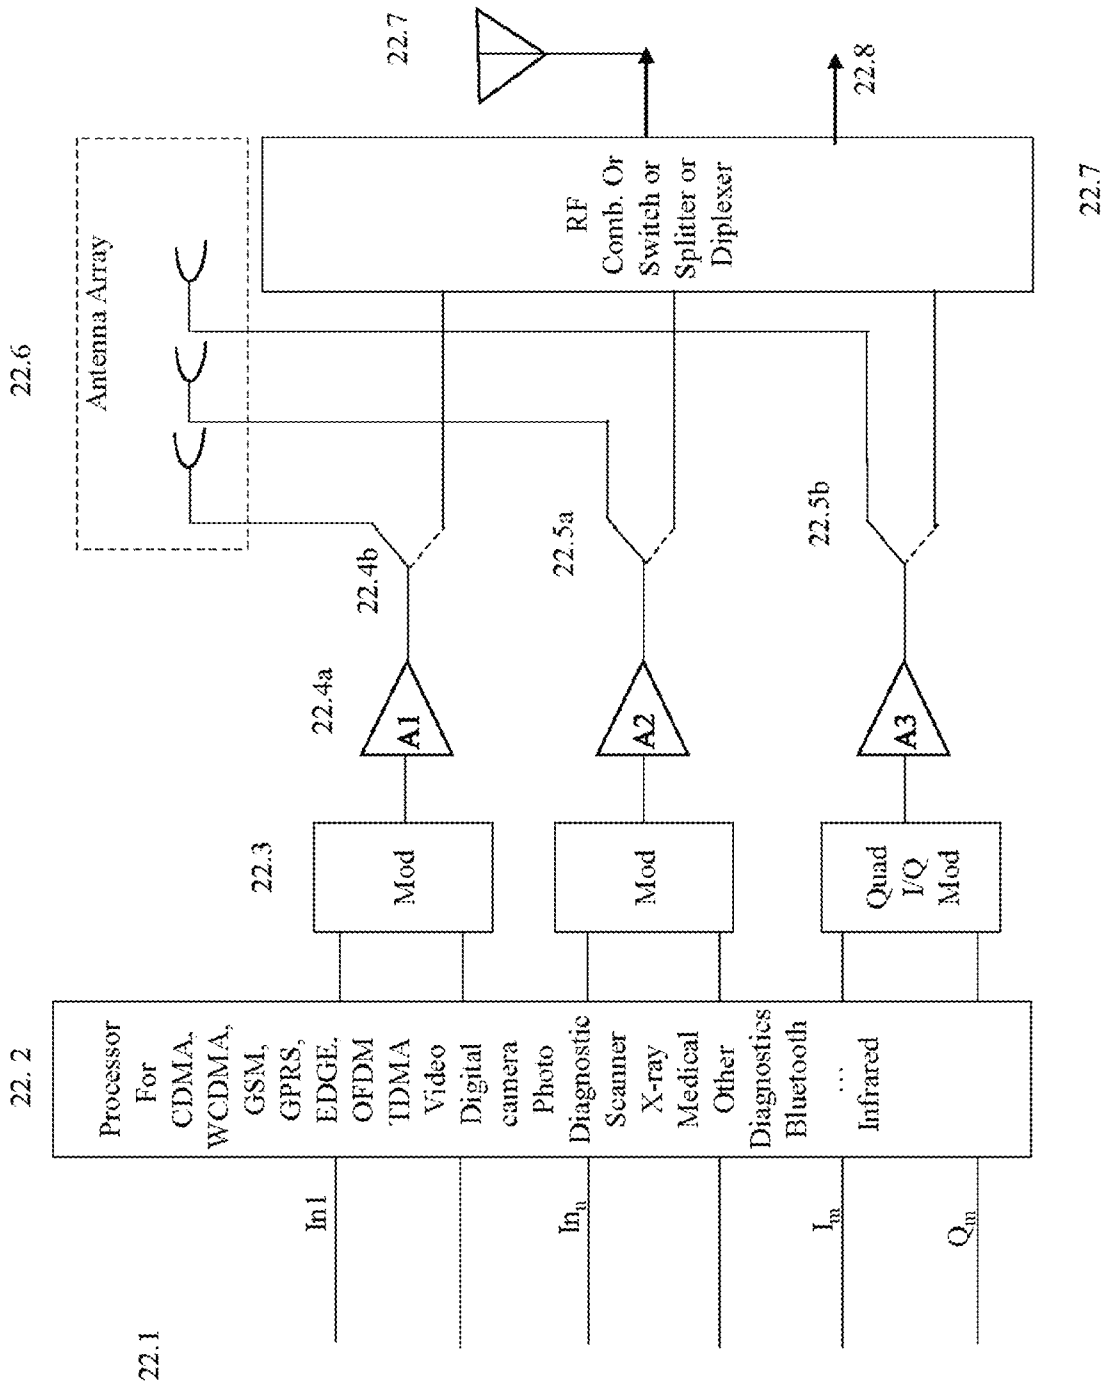 22.1
In1
In_n
I_m
Q_m
22. 2
Processor
For
CDMA,
WCDMA,
GSM,
GPRS,
EDGE.
OFDM
TDMA
Video
Digital
camera
Photo
Diagnostic
Scanner
X-ray
Medical
Other
Diagnostics
Bluetooth
...
Infrared
22.3
Mod
Mod
Quad
I/Q
Mod
22.4a
A1
A2
A3
22.4b
22.5a
22.5b
22.6
Antenna Array
RF
Comb. Or
Switch or
Splitter or
Diplexer
22.7
22.7
22.8